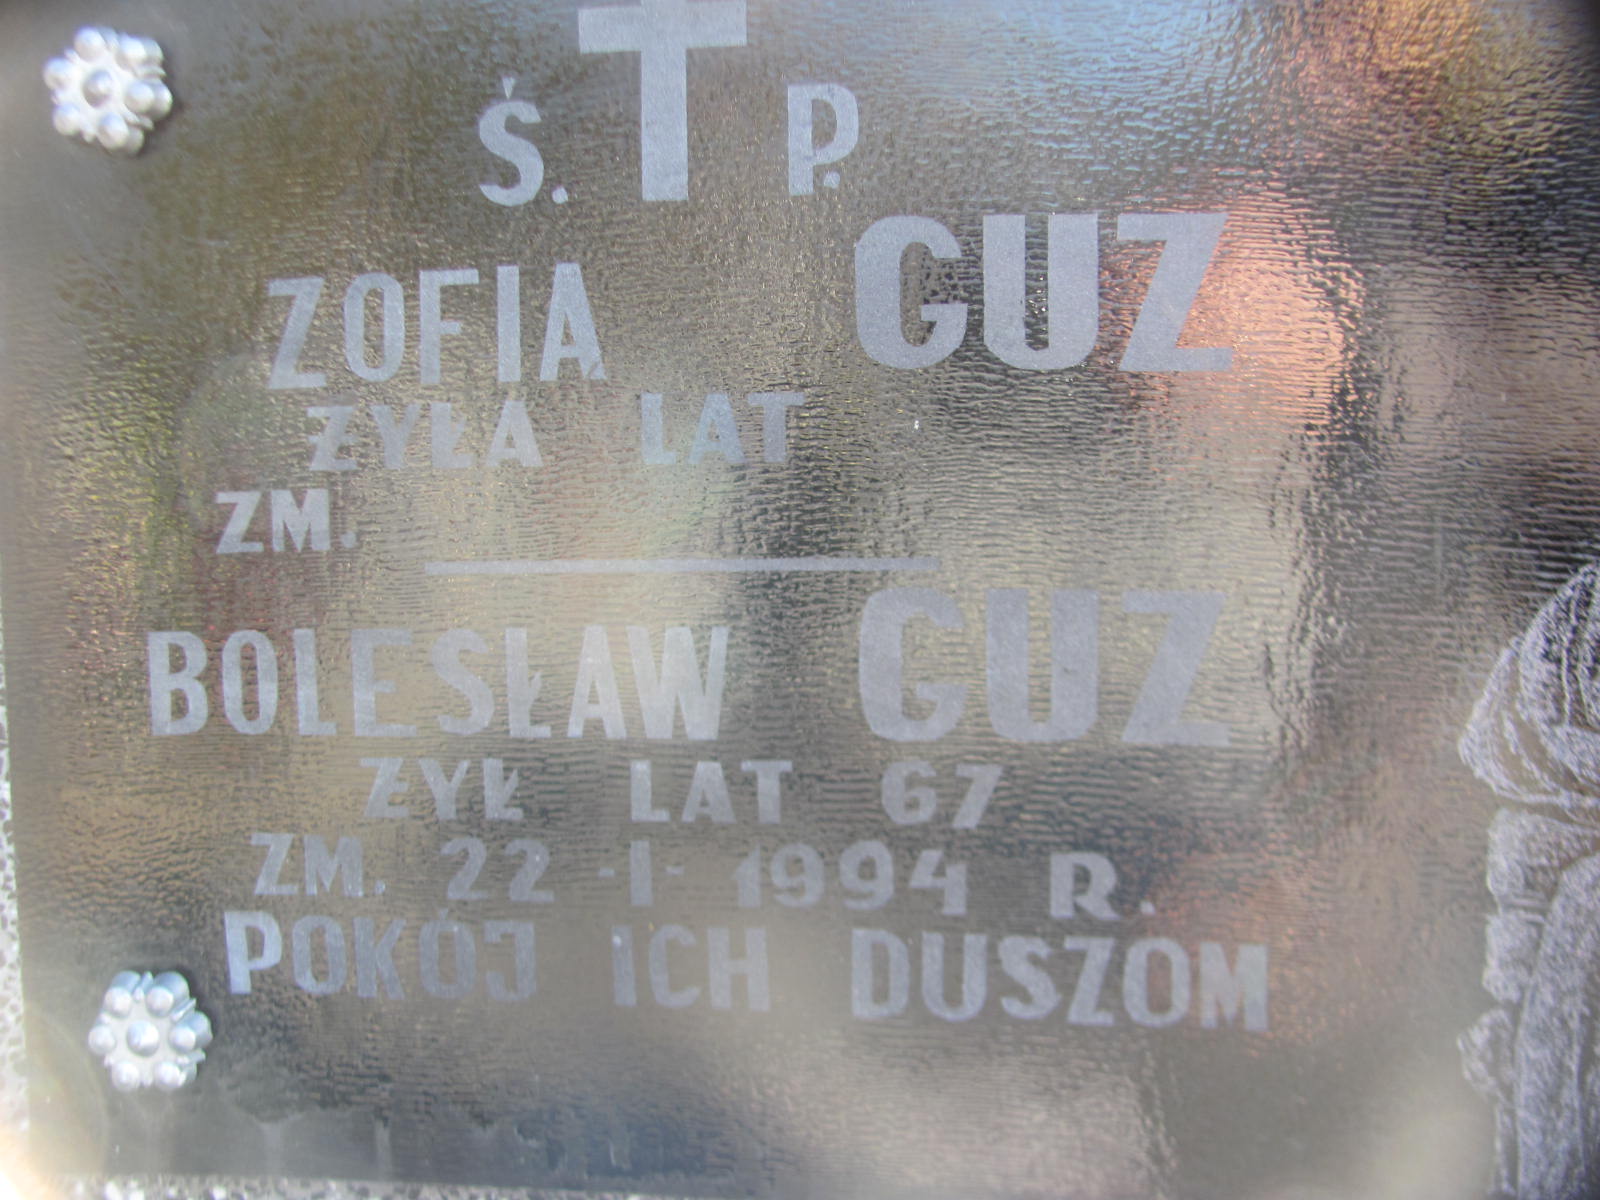 Ś. P.
ZOFIA GUZ
ŻYŁA LAT
ZM.
BOLESŁAW GUZ
ŻYŁ LAT 67
ZM. 22 -I- 1994 R.
POKÓJ ICH DUSZOM